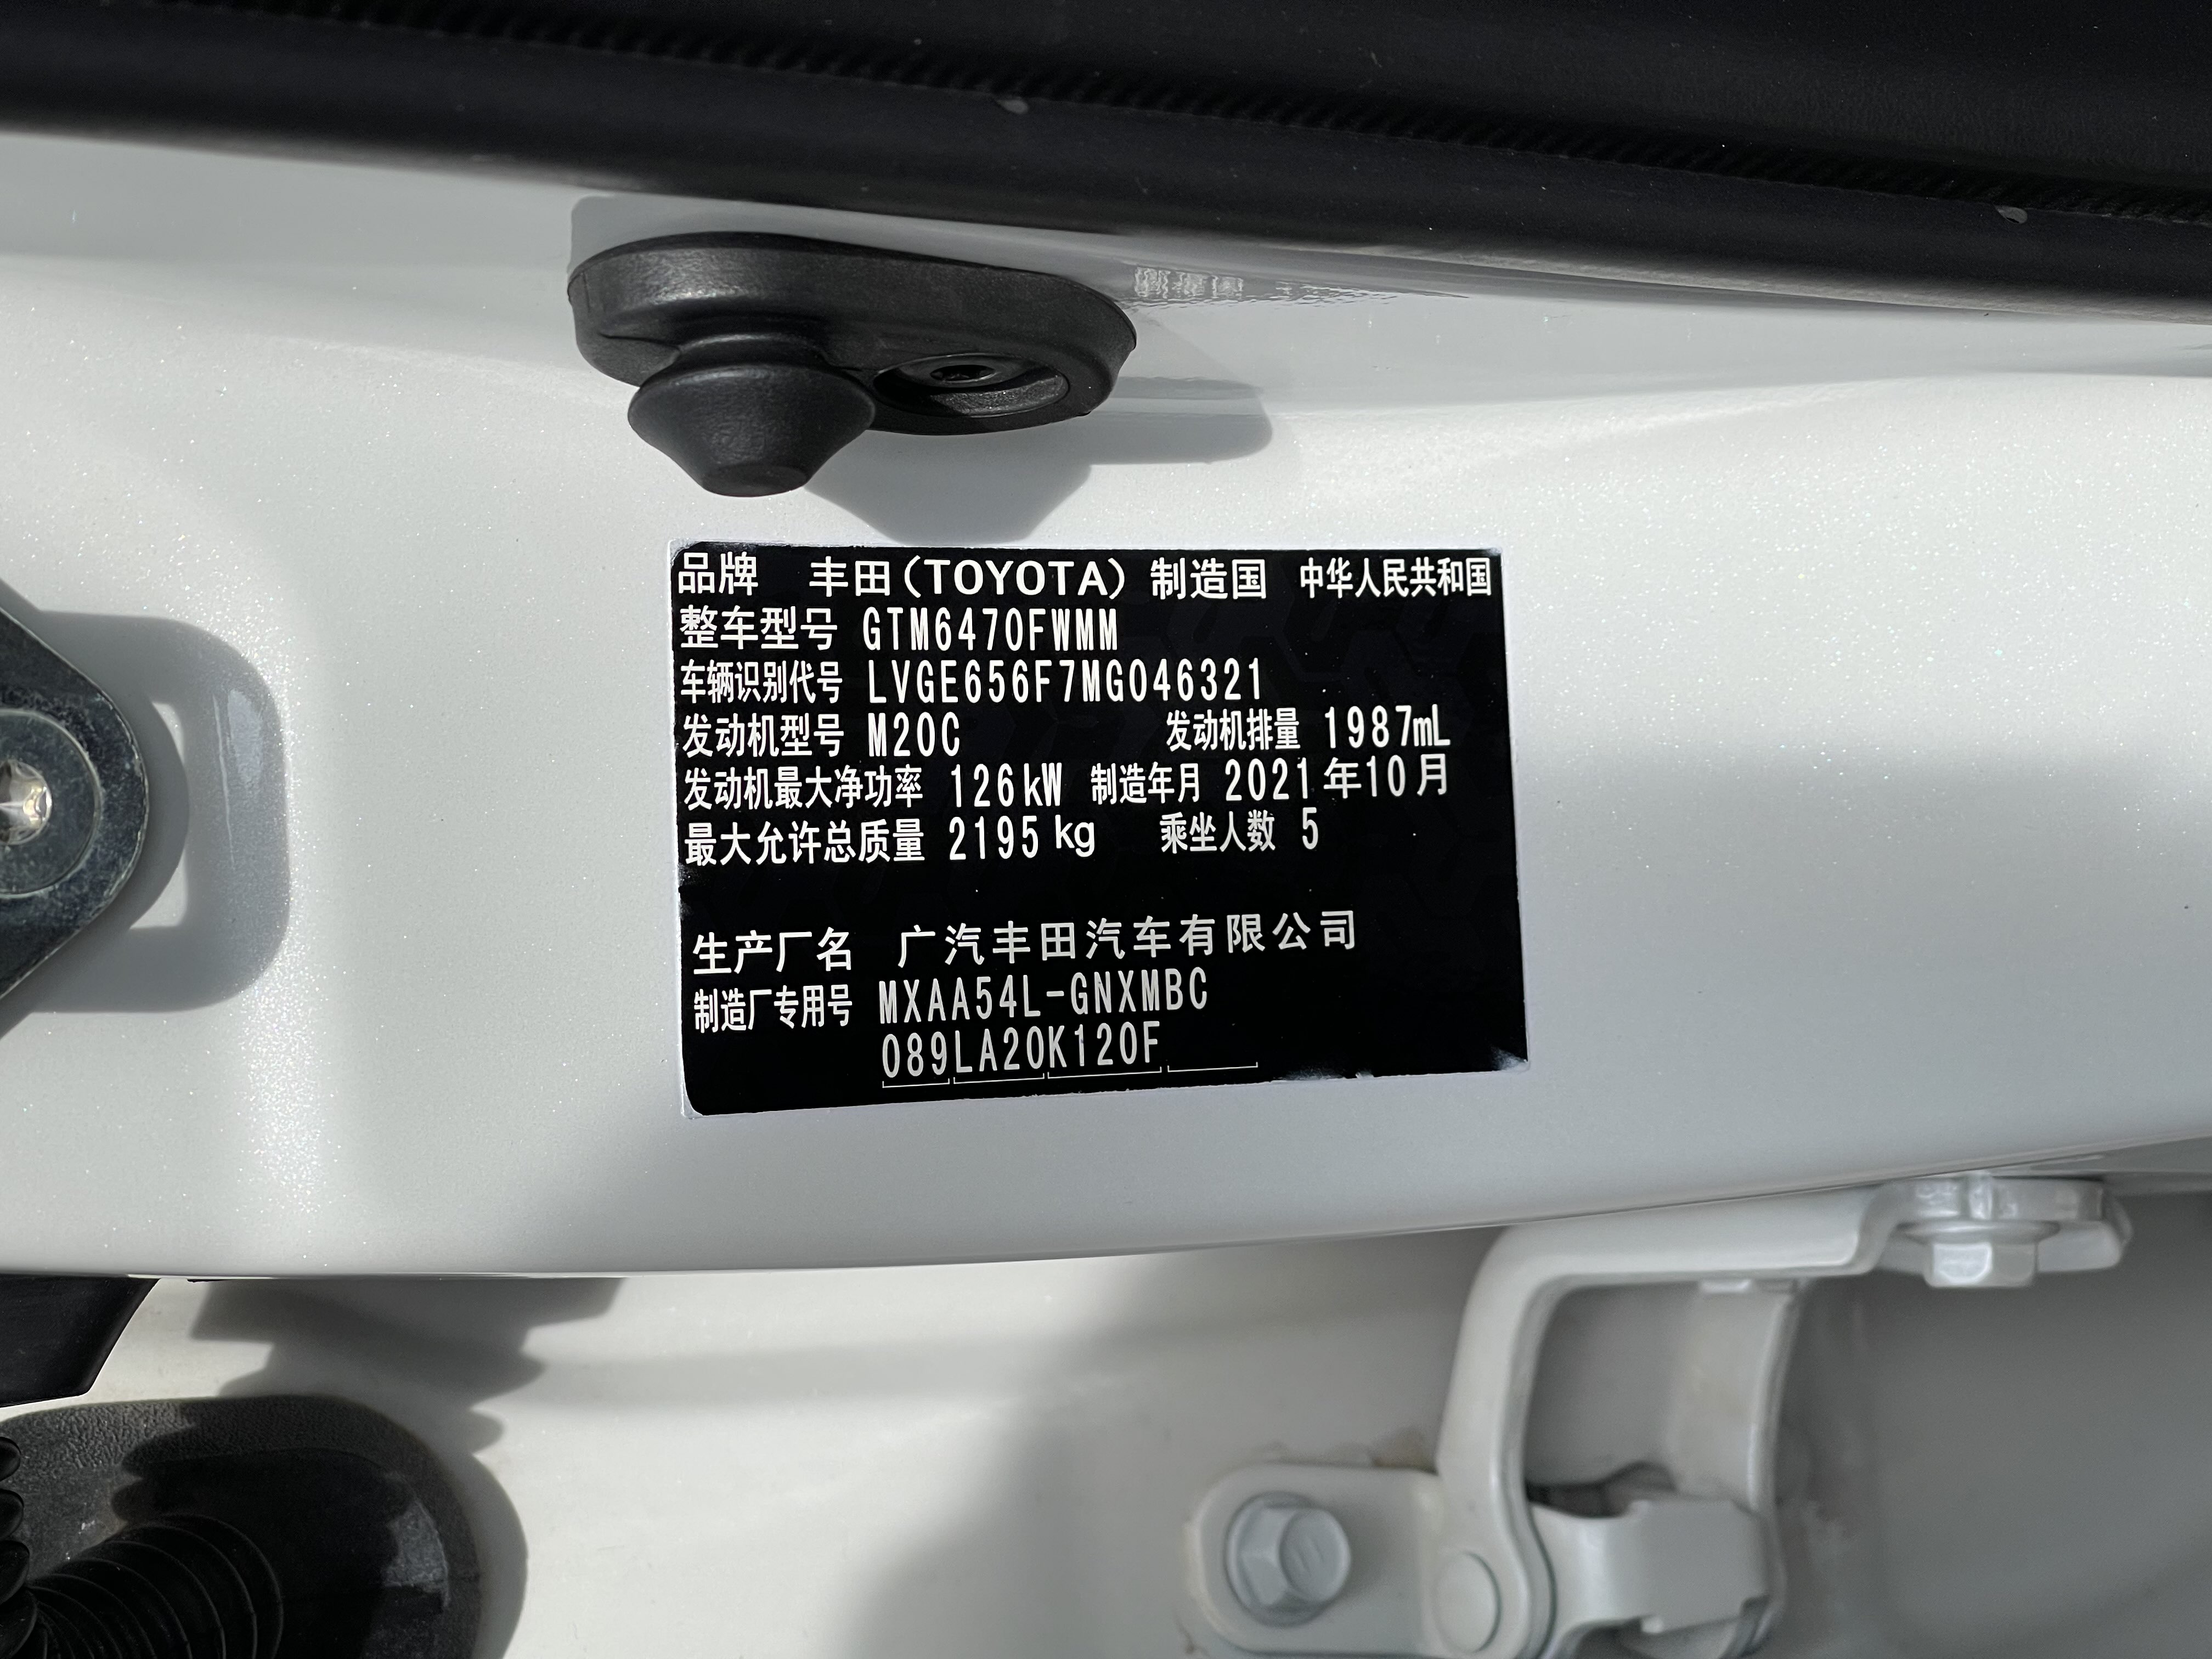 品牌 丰田(TOYOTA) 制造国 中华人民共和国
整车型号 GTM6470FWMM
车辆识别代号 LVGE656F7MG046321
发动机型号 M20C 发动机排量 1987mL
发动机最大净功率 126kW 制造年月 2021年10月
最大允许总质量 2195kg 乘坐人数 5
生产厂名 广汽丰田汽车有限公司
制造厂专用号 MXAA54L-GNXMBC
089LA20K120F